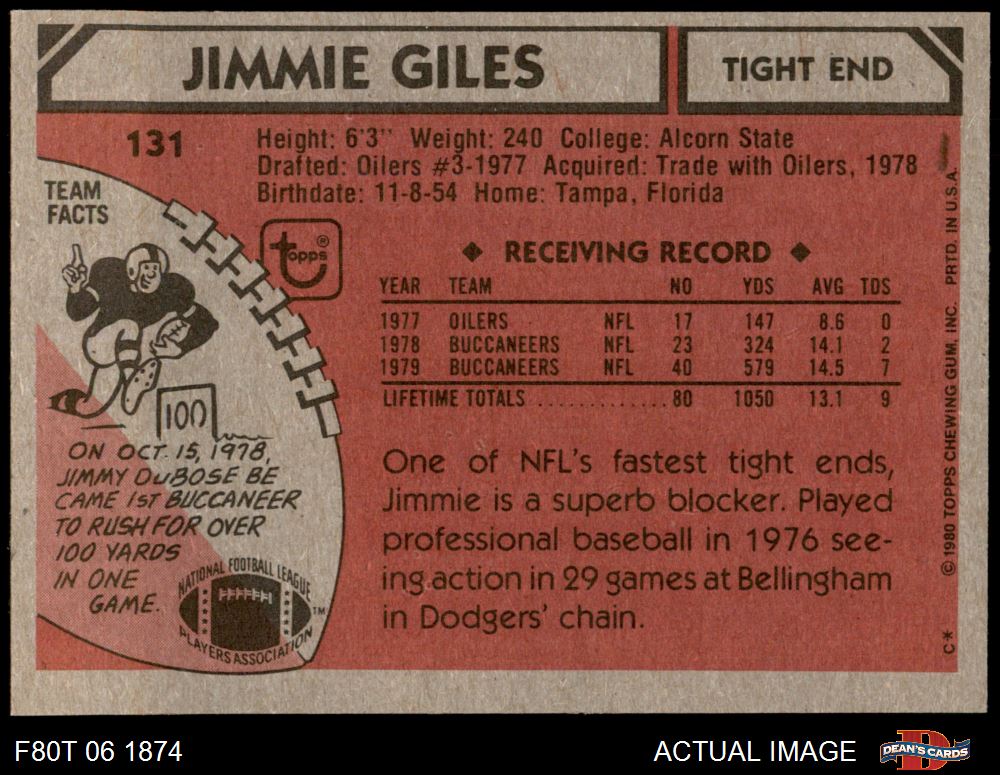 JIMMIE GILES
TIGHT END
131
Height: 6'3" Weight: 240 College: Alcorn State
Drafted: Oilers #3-1977 Acquired: Trade with Oilers, 1978
Birthdate: 11-8-54 Home: Tampa, Florida
TEAM
FACTS
topps®
◆ RECEIVING RECORD ◆
YEAR TEAM NO YDS AVG TDS
1977 OILERS NFL 17 147 8.6 0
1978 BUCCANEERS NFL 23 324 14.1 2
1979 BUCCANEERS NFL 40 579 14.5 7
LIFETIME TOTALS ............. 80 1050 13.1 9
100
ON OCT. 15, 1978,
JIMMY DuBOSE BE
CAME 1ST BUCCANEER
TO RUSH FOR OVER
100 YARDS
IN ONE
GAME.
NATIONAL FOOTBALL LEAGUE
PLAYERS ASSOCIATION
TM
One of NFL's fastest tight ends,
Jimmie is a superb blocker. Played
professional baseball in 1976 see-
ing action in 29 games at Bellingham
in Dodgers' chain.
C* © 1980 TOPPS CHEWING GUM, INC. PRTD. IN U.S.A.
F80T 06 1874
ACTUAL IMAGE
DEAN'S CARDS